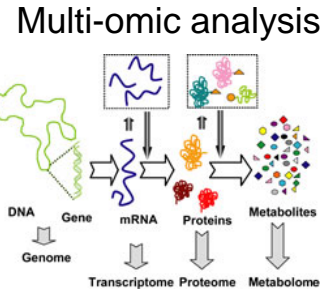 Multi-omic analysis
DNA Gene mRNA Proteins Metabolites
Genome
Transcriptome Proteome Metabolome